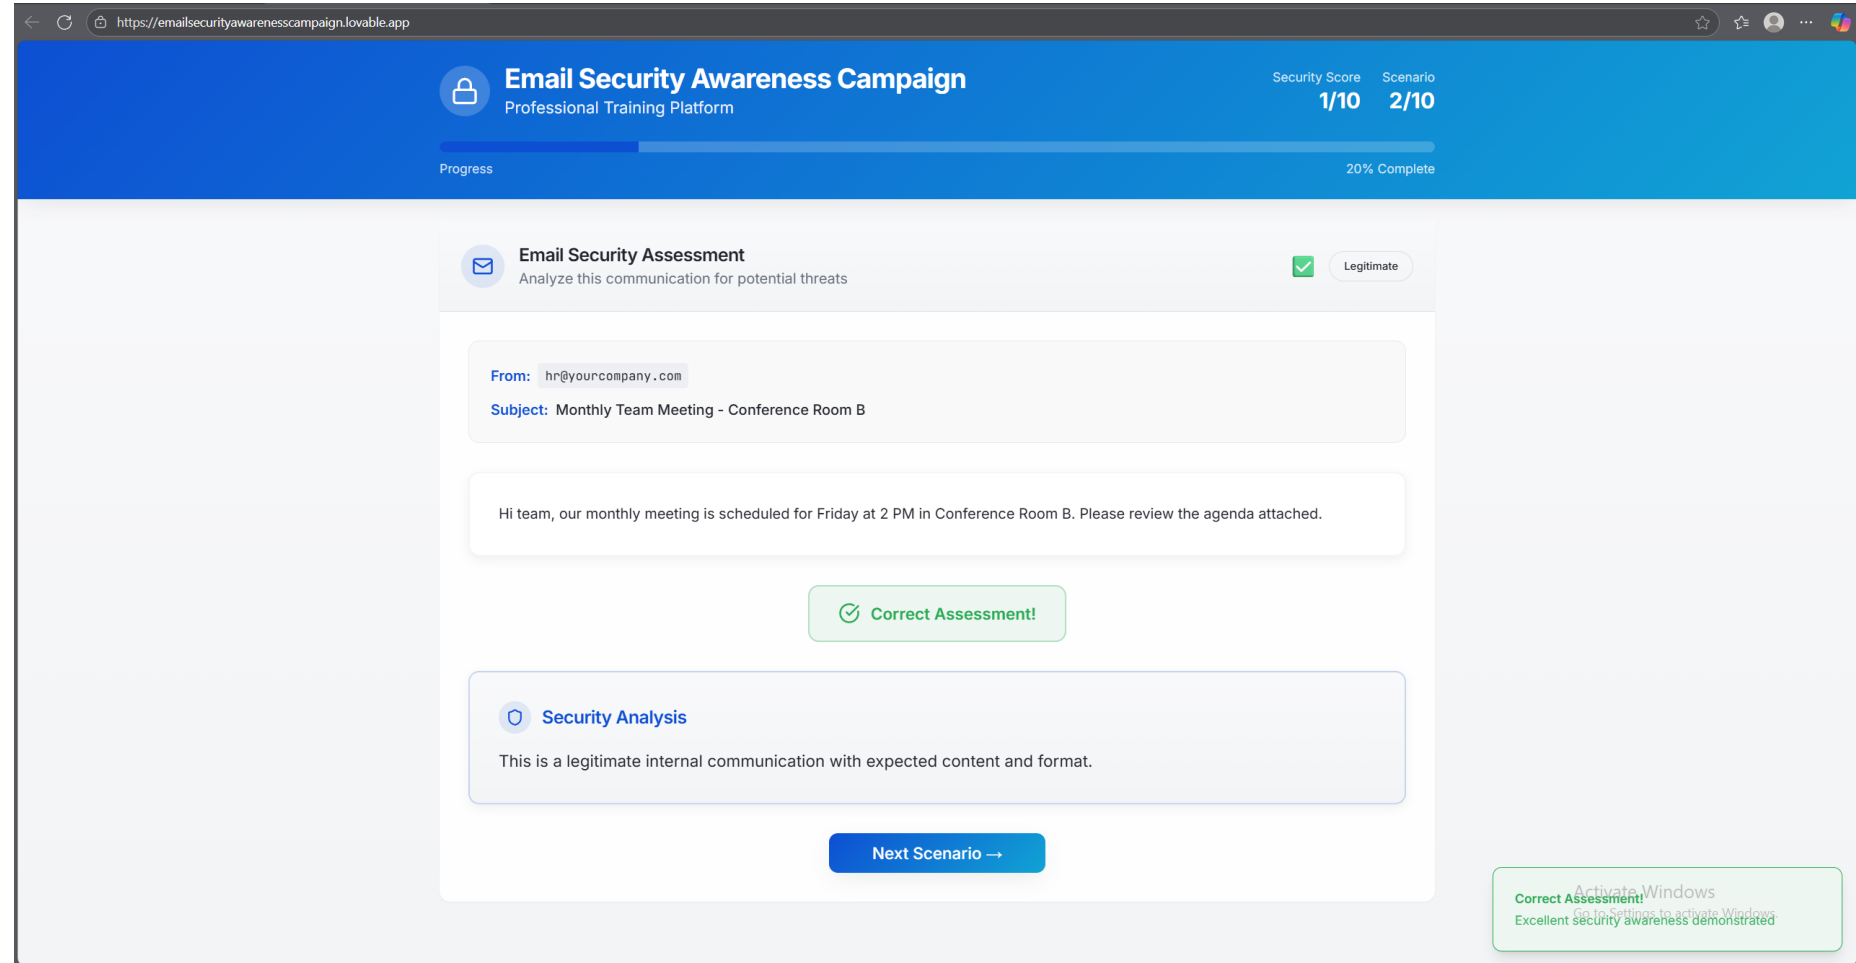 https://emailsecurityawarenesscampaign.lovable.app
Email Security Awareness Campaign
Professional Training Platform
Security Score Scenario
1/10 2/10
Progress 20% Complete
Email Security Assessment
Analyze this communication for potential threats
Legitimate
From: hr@yourcompany.com
Subject: Monthly Team Meeting - Conference Room B
Hi team, our monthly meeting is scheduled for Friday at 2 PM in Conference Room B. Please review the agenda attached.
Correct Assessment!
Security Analysis
This is a legitimate internal communication with expected content and format.
Next Scenario →
Activate Windows
Go to Settings to activate Windows.
Correct Assessment!
Excellent security awareness demonstrated